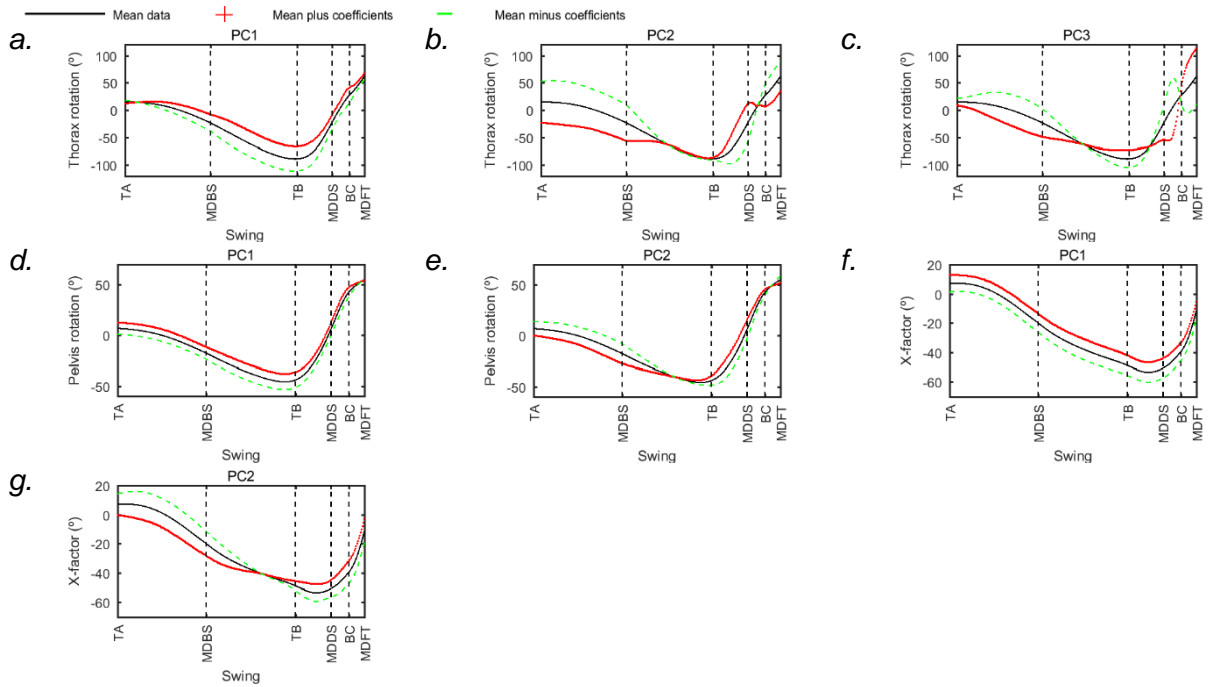 Mean data Mean plus coefficients Mean minus coefficients
a. b. c.
PC1
100
50
0
-50
-100
Thorax rotation (º)
TA
MDBS
TB
MDDS
BC
MDFT
Swing
PC2
100
50
0
-50
-100
Thorax rotation (º)
TA
MDBS
TB
MDDS
BC
MDFT
Swing
PC3
100
50
0
-50
-100
Thorax rotation (º)
TA
MDBS
TB
MDDS
BC
MDFT
Swing
d. e. f.
PC1
50
0
-50
Pelvis rotation (º)
TA
MDBS
TB
MDDS
BC
MDFT
Swing
PC2
50
0
-50
Pelvis rotation (º)
TA
MDBS
TB
MDDS
BC
MDFT
Swing
PC1
20
0
-20
-40
-60
X-factor (º)
TA
MDBS
TB
MDDS
BC
MDFT
Swing
g.
PC2
20
0
-20
-40
-60
X-factor (º)
TA
MDBS
TB
MDDS
BC
MDFT
Swing